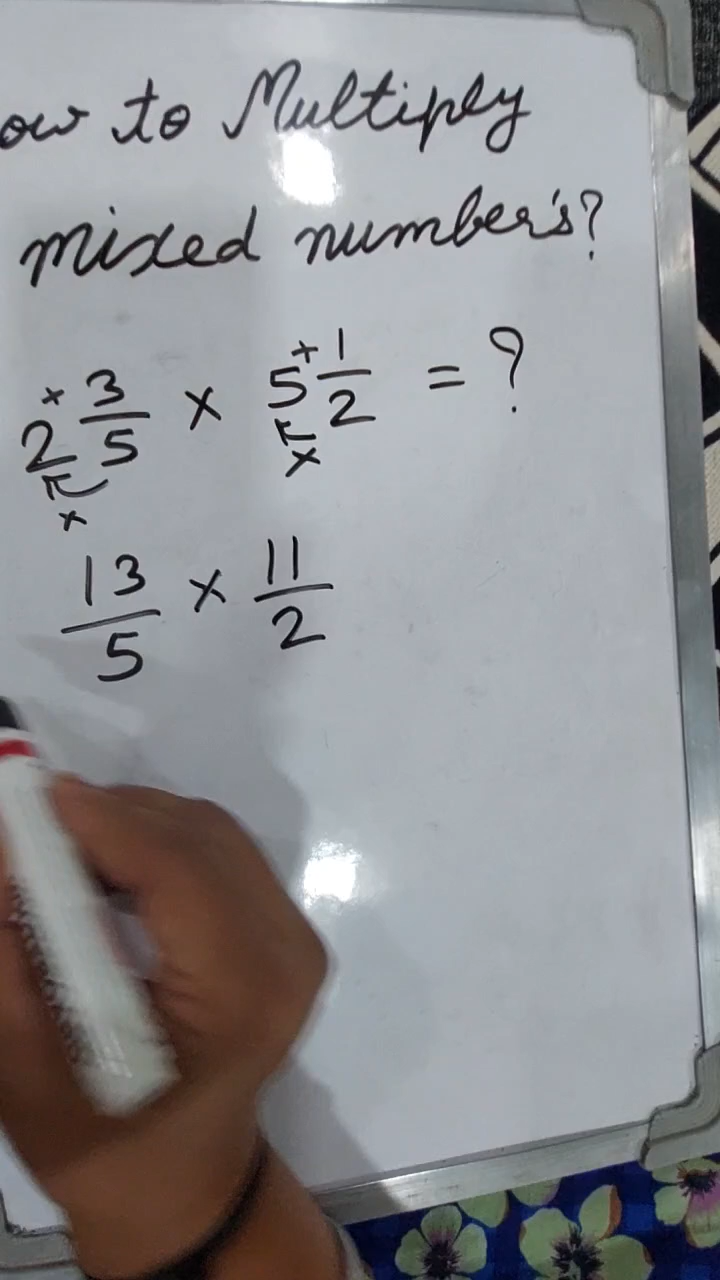 ow to Multiply
mixed number's?
2 + 3/5 × 5 + 1/2 = ?
× ×
13/5 × 11/2